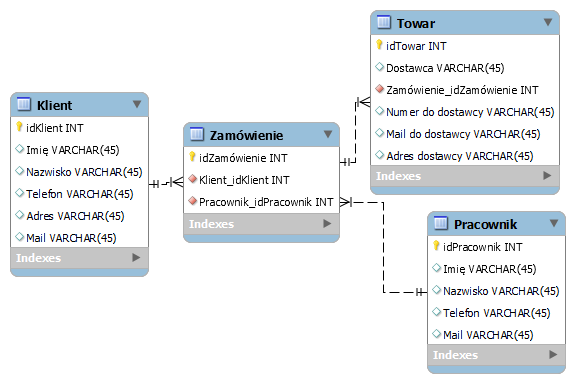 Klient
idKlient INT
Imię VARCHAR(45)
Nazwisko VARCHAR(45)
Telefon VARCHAR(45)
Adres VARCHAR(45)
Mail VARCHAR(45)
Indexes
Zamówienie
idZamówienie INT
Klient_idKlient INT
Pracownik_idPracownik INT
Indexes
Towar
idTowar INT
Dostawca VARCHAR(45)
Zamówienie_idZamówienie INT
Numer do dostawcy VARCHAR(45)
Mail do dostawcy VARCHAR(45)
Adres dostawcy VARCHAR(45)
Indexes
Pracownik
idPracownik INT
Imię VARCHAR(45)
Nazwisko VARCHAR(45)
Telefon VARCHAR(45)
Mail VARCHAR(45)
Indexes